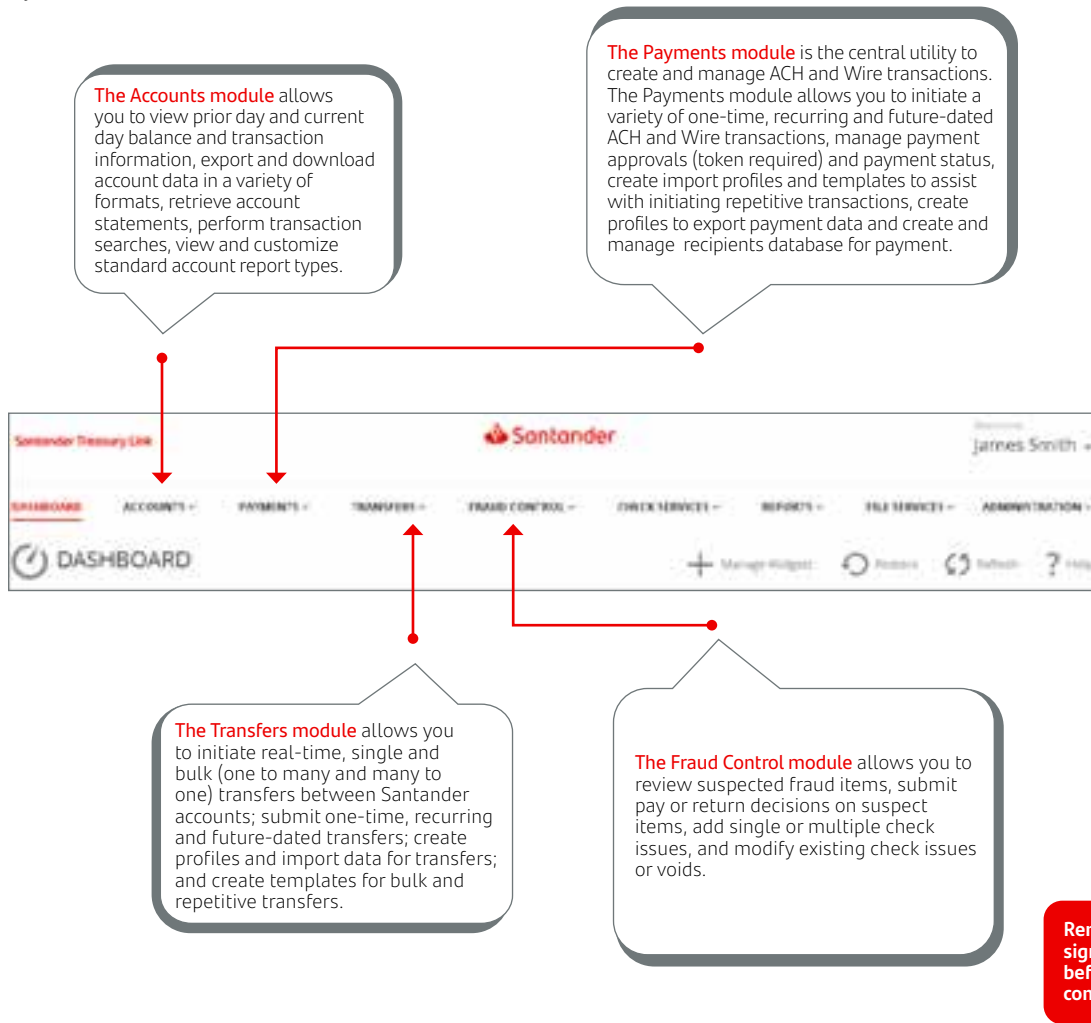 The Payments module is the central utility to
create and manage ACH and Wire transactions.
The Payments module allows you to initiate a
variety of one-time, recurring and future-dated
ACH and Wire transactions, manage payment
approvals (token required) and payment status,
create import profiles and templates to assist
with initiating repetitive transactions, create
profiles to export payment data and create and
manage recipients database for payment.
The Accounts module allows
you to view prior day and current
day balance and transaction
information, export and download
account data in a variety of
formats, retrieve account
statements, perform transaction
searches, view and customize
standard account report types.
Santander Treasury Link
Santander
James Smith
DASHBOARD ACCOUNTS PAYMENTS TRANSFERS FRAUD CONTROL CHECK SERVICES REPORTS FILE SERVICES ADMINISTRATION
DASHBOARD
Manage Widgets Restore Refresh ? Help
The Transfers module allows you
to initiate real-time, single and
bulk (one to many and many to
one) transfers between Santander
accounts; submit one-time, recurring
and future-dated transfers; create
profiles and import data for transfers;
and create templates for bulk and
repetitive transfers.
The Fraud Control module allows you to
review suspected fraud items, submit
pay or return decisions on suspect
items, add single or multiple check
issues, and modify existing check issues
or voids.